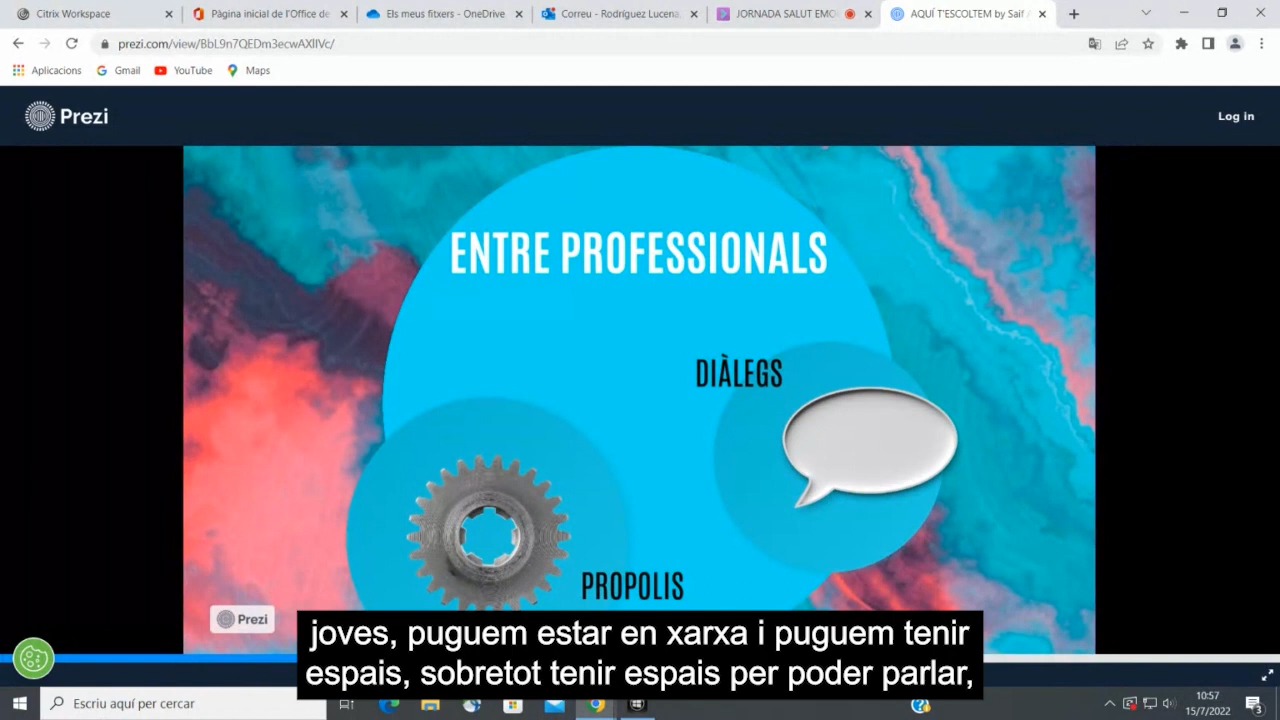 Citrix Workspace
Pàgina inicial de l'Office de
Els meus fitxers - OneDrive
Correu - Rodríguez Lucena,
JORNADA SALUT EMO
AQUÍ T'ESCOLTEM by Saif A
prezi.com/view/BbL9n7QEDm3ecwAXlIVc/
Aplicacions
Gmail
YouTube
Maps
Prezi
Log in
ENTRE PROFESSIONALS
DIÀLEGS
PROPOLIS
Prezi
joves, puguem estar en xarxa i puguem tenir
espais, sobretot tenir espais per poder parlar,
Escriu aquí per cercar
10:57
15/7/2022
3